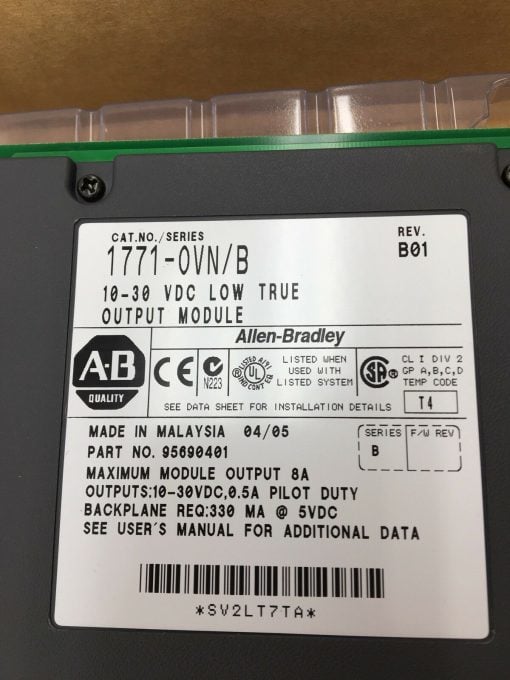 CAT.NO./SERIES
REV.
1771-OVN/B
B01
10-30 VDC LOW TRUE
OUTPUT MODULE
Allen-Bradley
A-B
QUALITY
CE
N223
UL
LISTED WHEN
USED WITH
LISTED SYSTEM
SA
CL I DIV 2
GP A,B,C,D
TEMP CODE
T4
SEE DATA SHEET FOR INSTALLATION DETAILS
MADE IN MALAYSIA 04/05
SERIES F/W REV
B
PART NO. 95690401
MAXIMUM MODULE OUTPUT 8A
OUTPUTS:10-30VDC,0.5A PILOT DUTY
BACKPLANE REQ:330 MA @ 5VDC
SEE USER'S MANUAL FOR ADDITIONAL DATA
*SV2LT7TA*